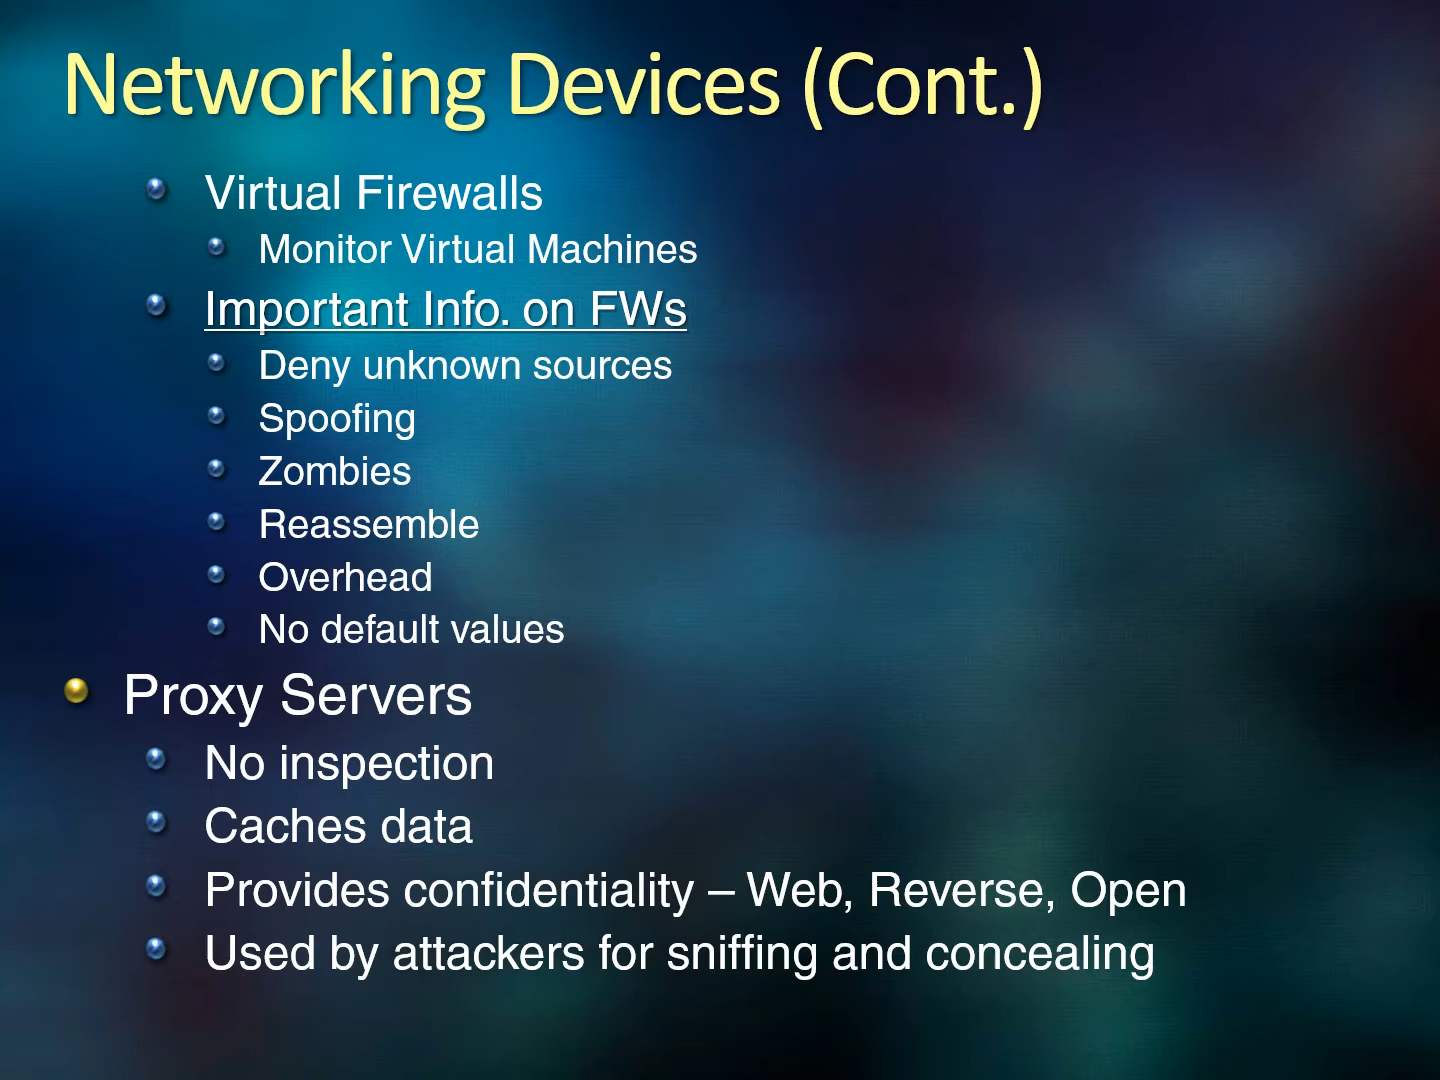 Networking Devices (Cont.)
Virtual Firewalls
Monitor Virtual Machines
Important Info. on FWs
Deny unknown sources
Spoofing
Zombies
Reassemble
Overhead
No default values
Proxy Servers
No inspection
Caches data
Provides confidentiality – Web, Reverse, Open
Used by attackers for sniffing and concealing